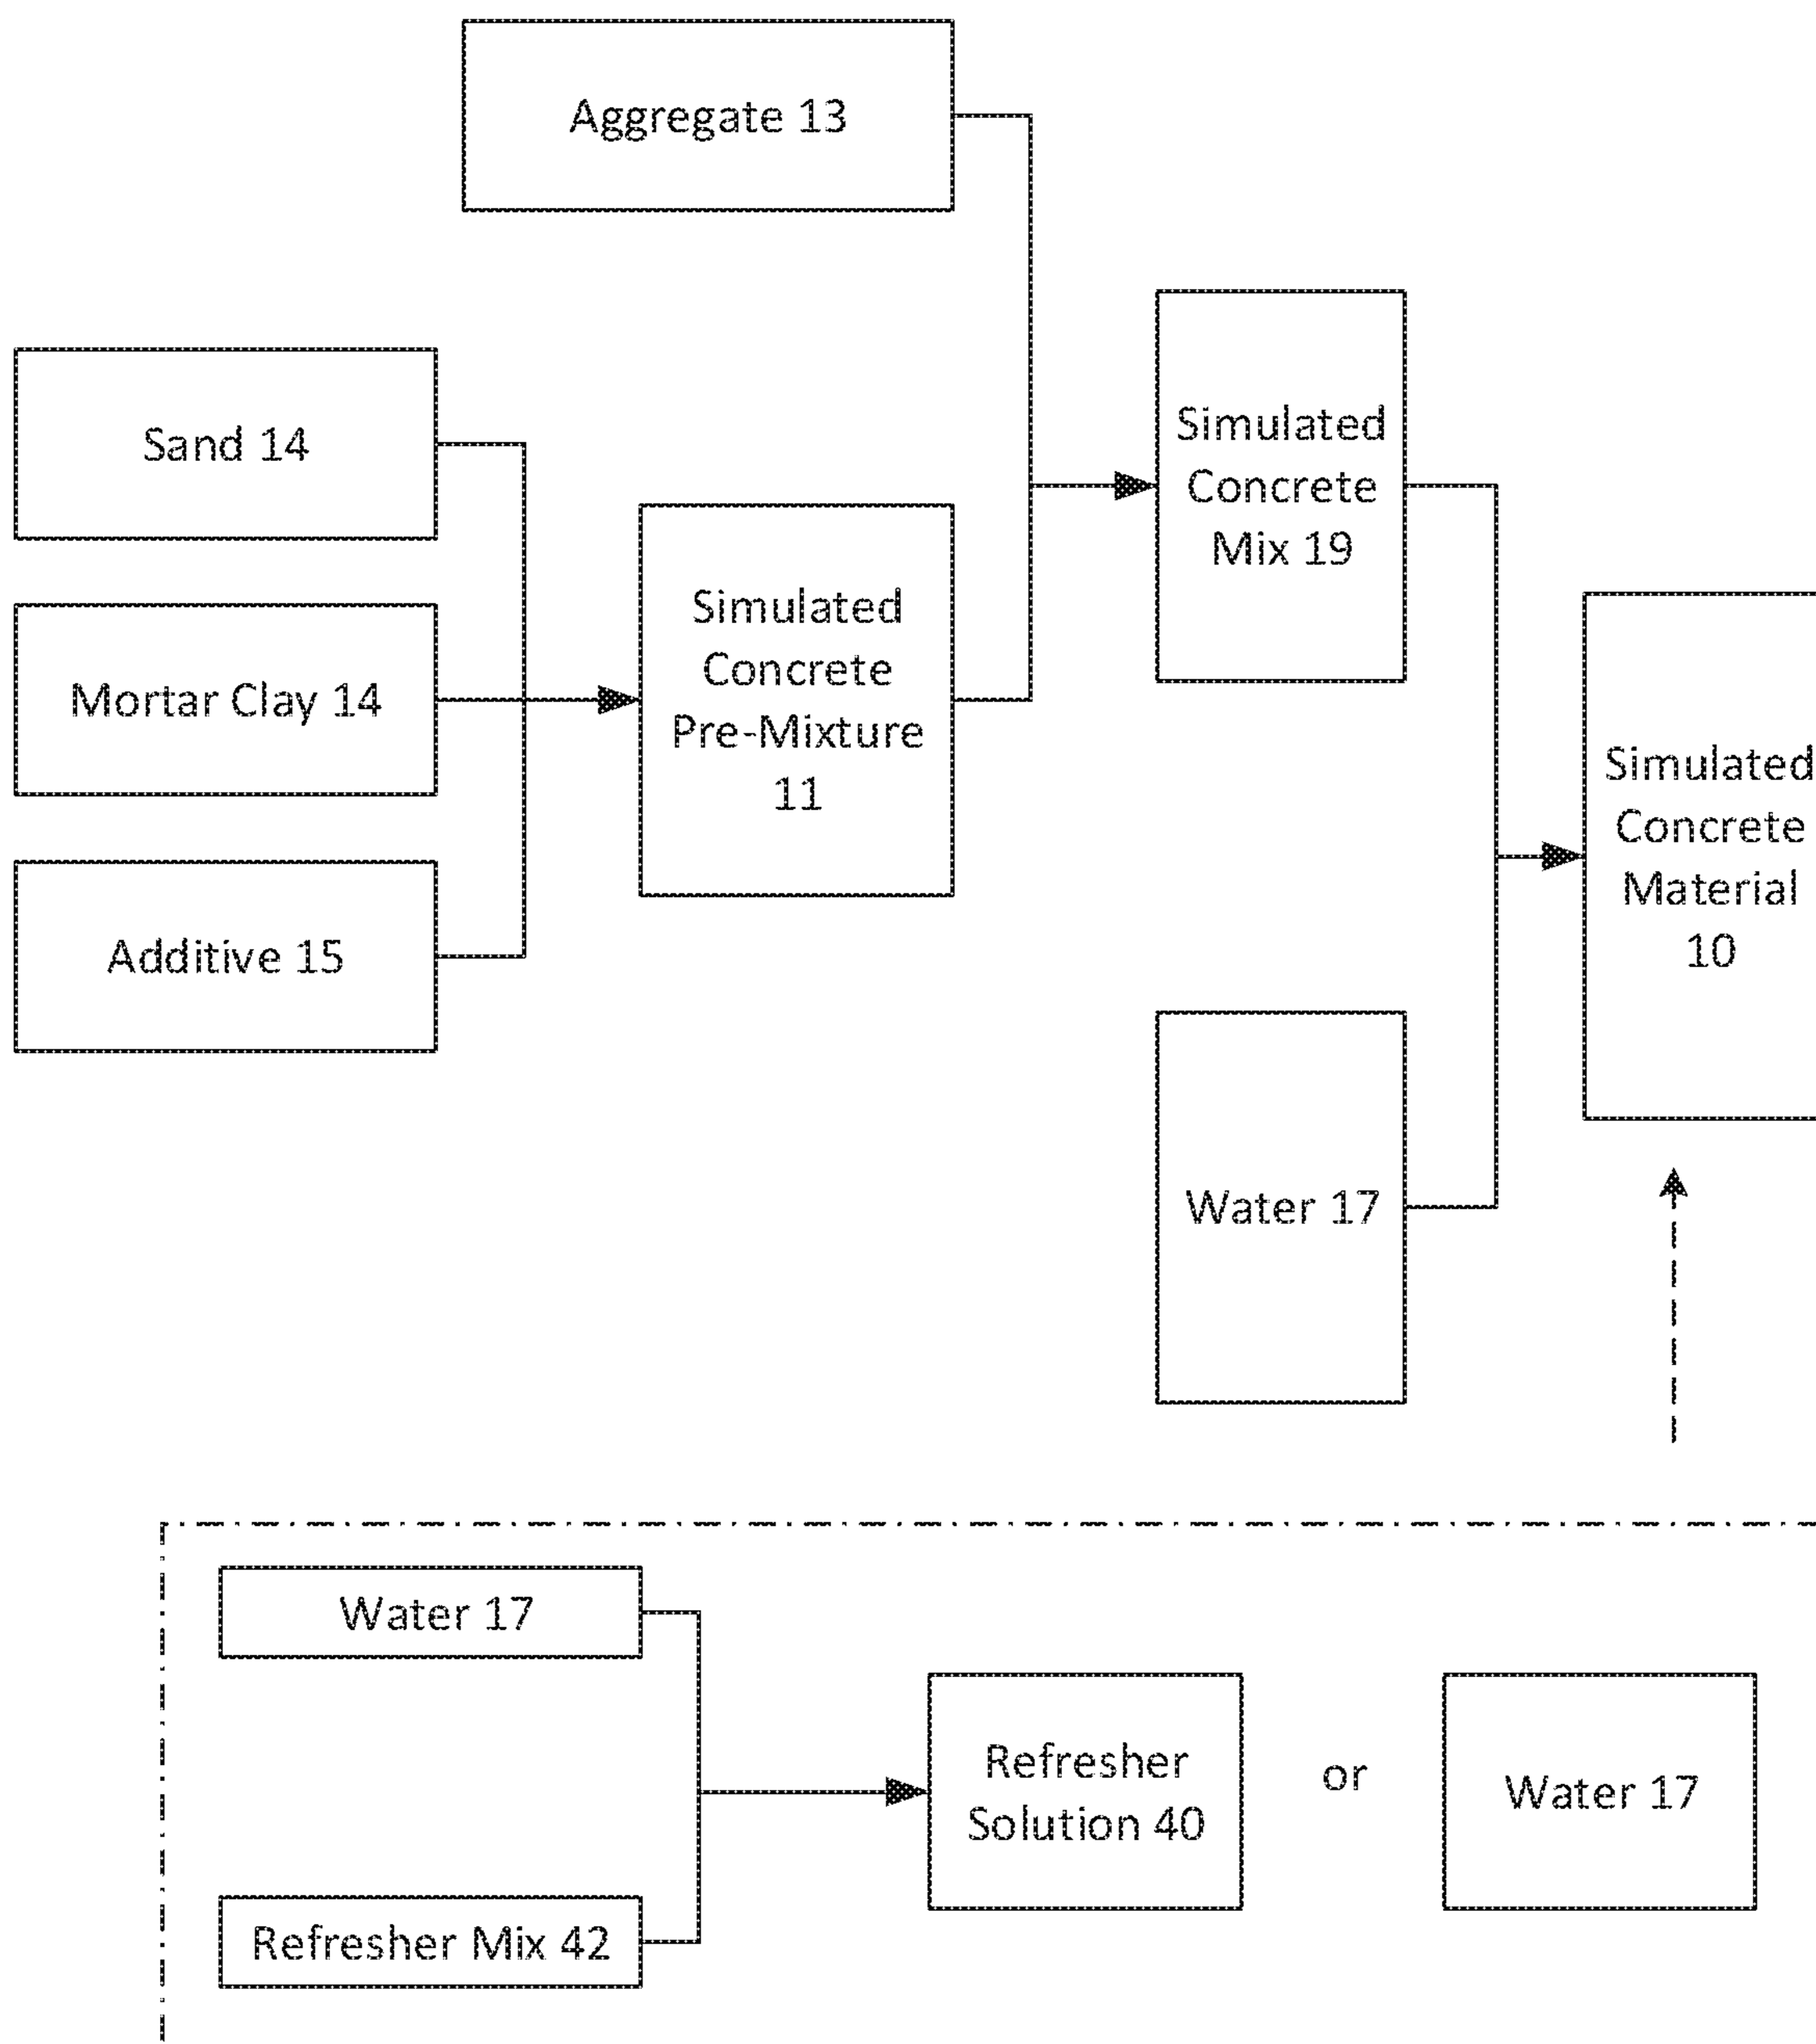 Aggregate 13
Sand 14
Mortar Clay 14
Additive 15
Simulated
Concrete
Pre-Mixture
11
Simulated
Concrete
Mix 19
Water 17
Simulated
Concrete
Material
10
Water 17
Refresher Mix 42
Refresher
Solution 40
or
Water 17